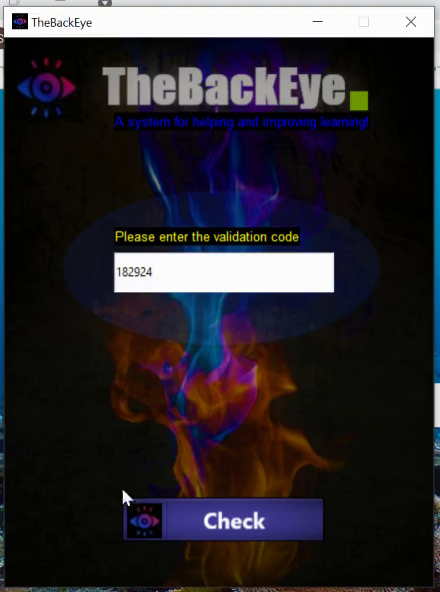 TheBackEye
TheBackEye
A system for helping and improving learning!
Please enter the validation code
182924
Check